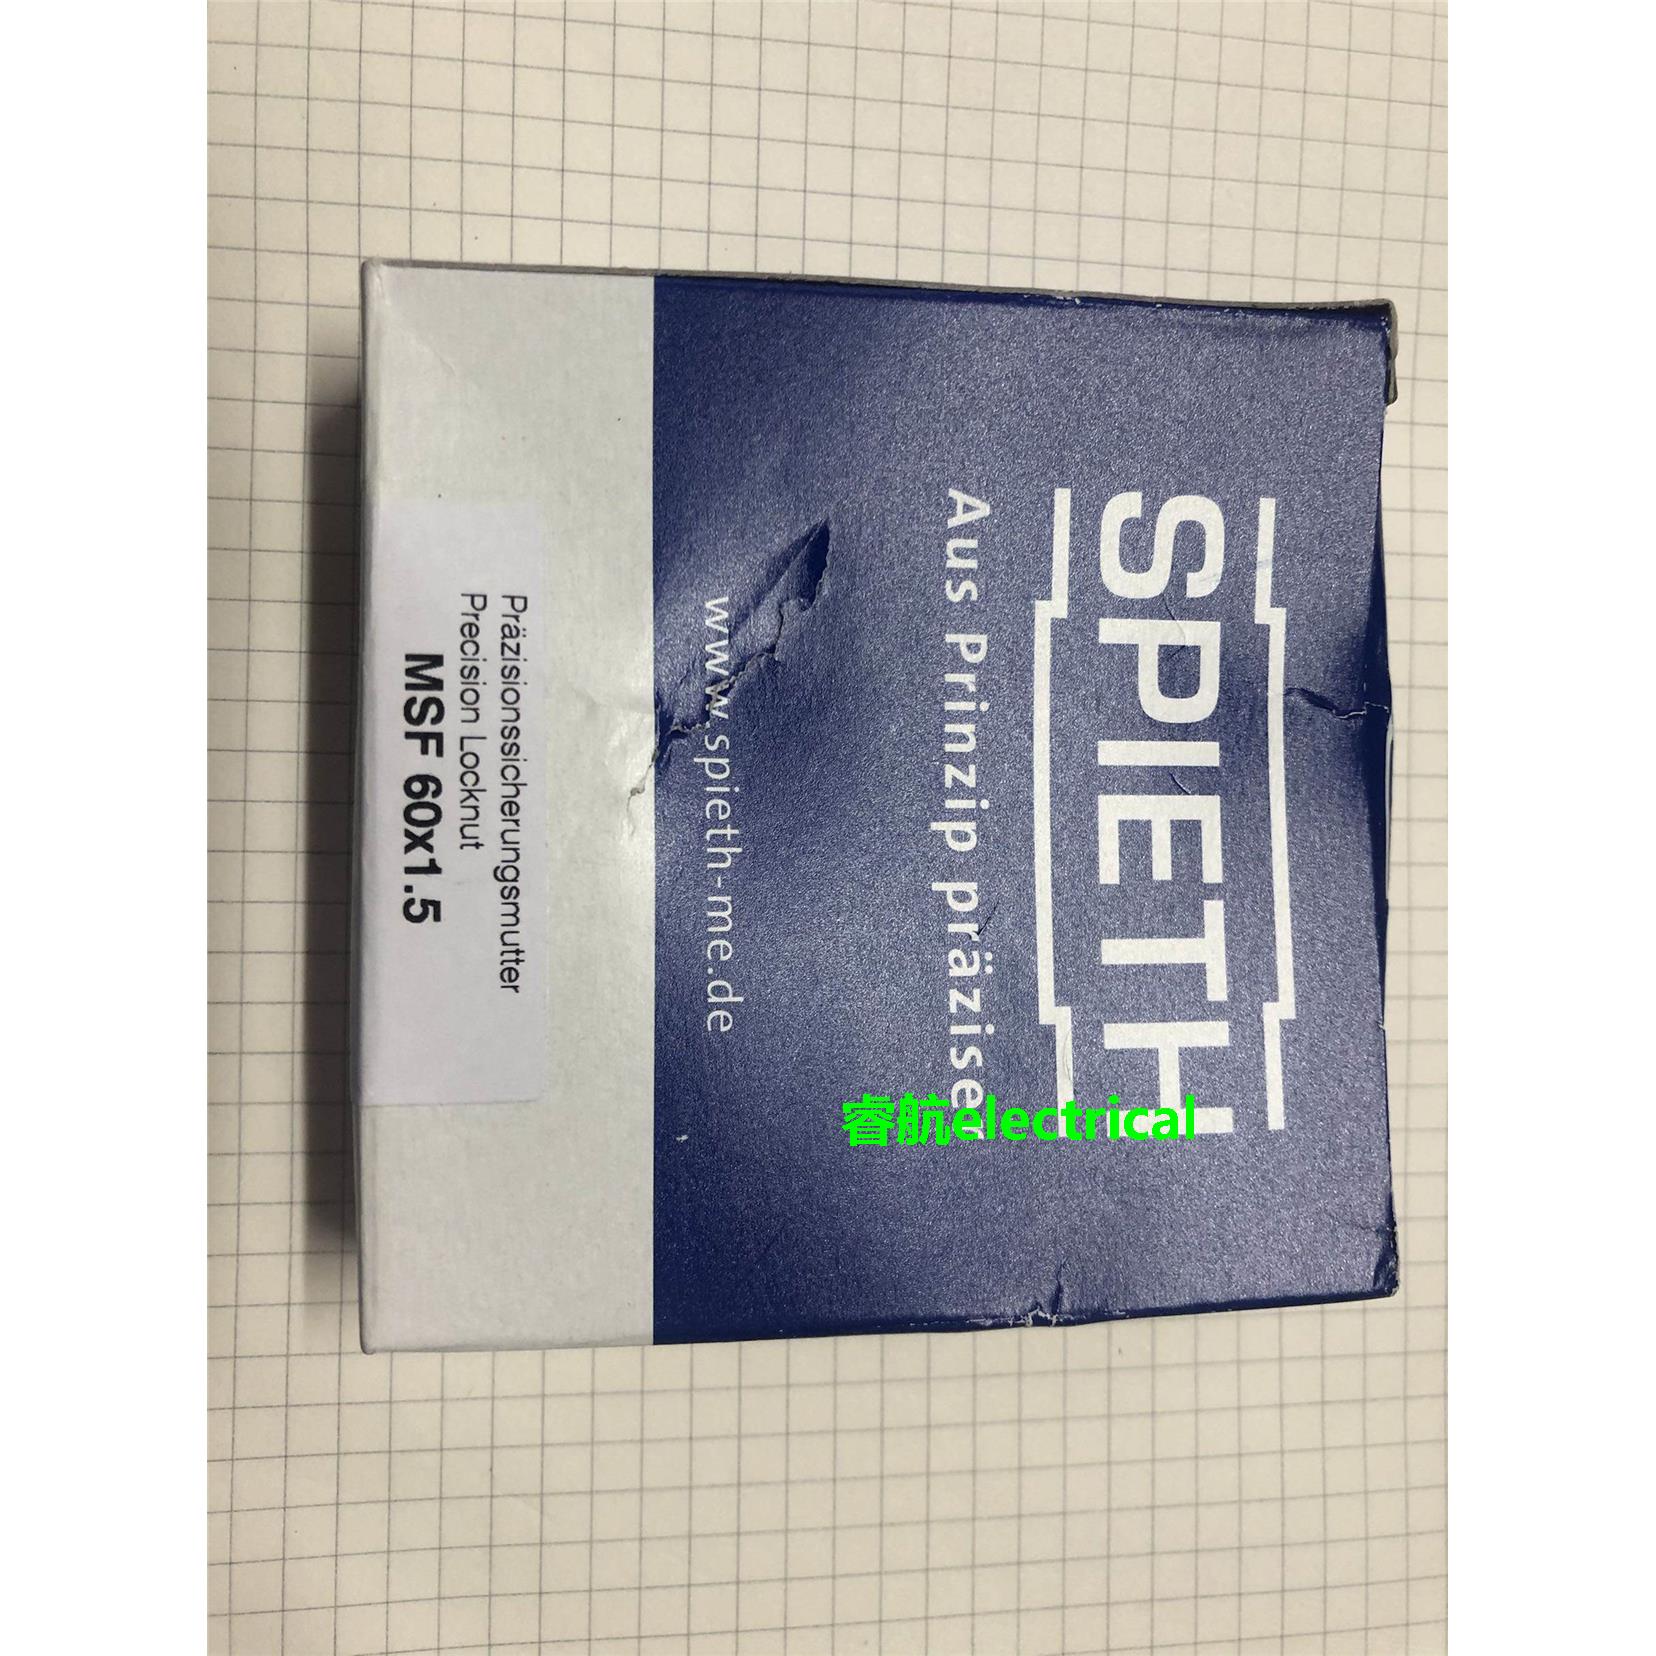 SPIETH
Aus Prinzip präziser
www.spieth-me.de
Präzisionssicherungsmutter
Precision Locknut
MSF 60x1.5
睿航electrical